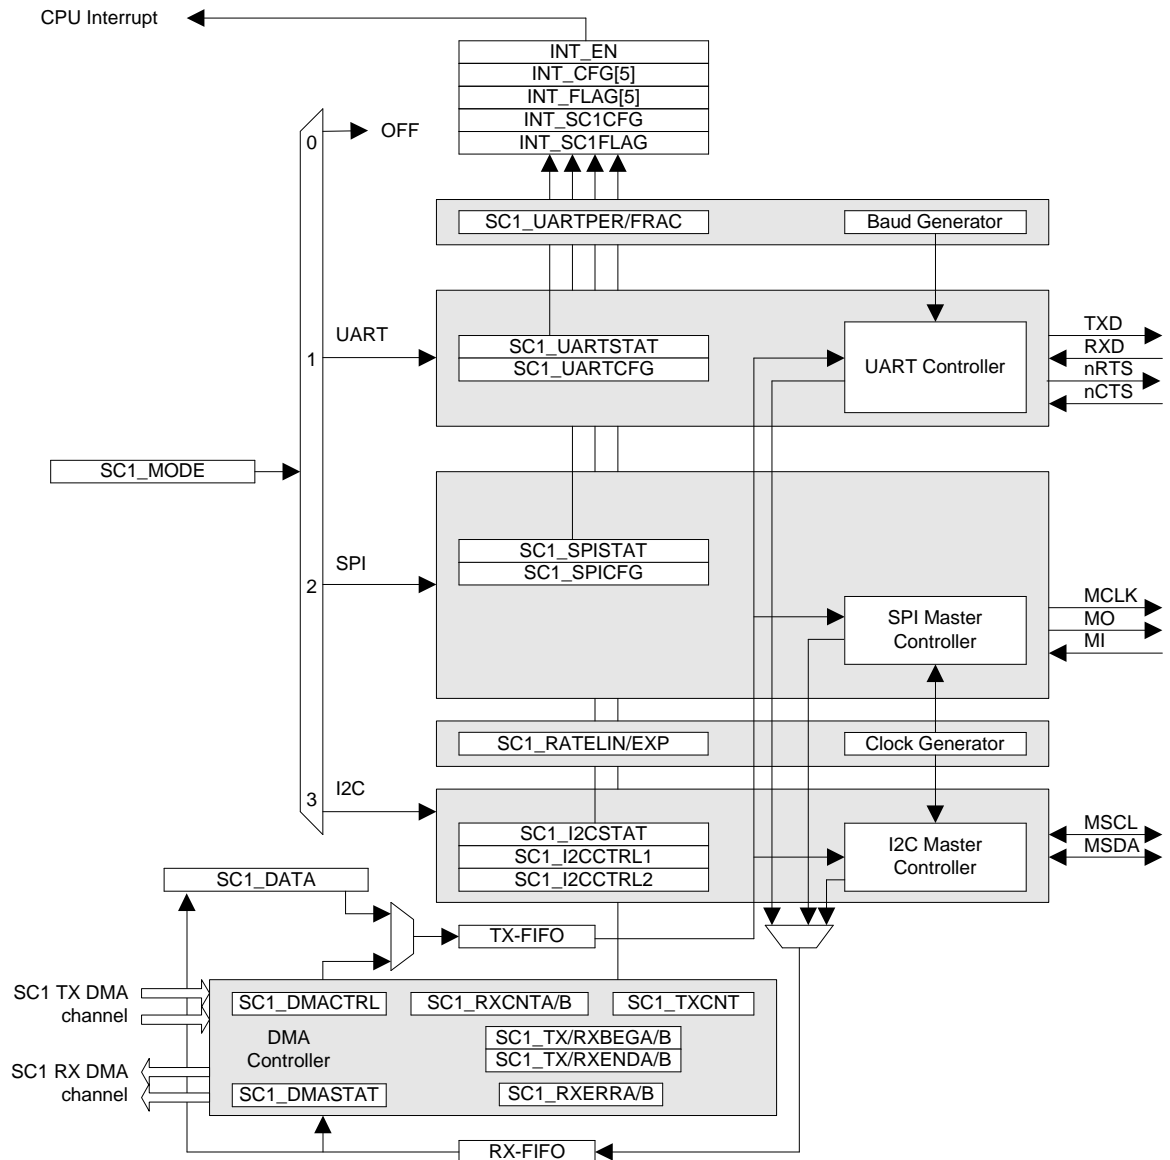 CPU Interrupt
INT_EN
INT_CFG[5]
INT_FLAG[5]
INT_SC1CFG
INT_SC1FLAG
0
OFF
SC1_UARTPER/FRAC
Baud Generator
UART
1
SC1_UARTSTAT
SC1_UARTCFG
UART Controller
TXD
RXD
nRTS
nCTS
SC1_MODE
SPI
2
SC1_SPISTAT
SC1_SPICFG
SPI Master
Controller
MCLK
MO
MI
SC1_RATELIN/EXP
Clock Generator
I2C
3
SC1_I2CSTAT
SC1_I2CCTRL1
SC1_I2CCTRL2
I2C Master
Controller
MSCL
MSDA
SC1_DATA
TX-FIFO
SC1 TX DMA
channel
SC1_DMACTRL
SC1_RXCNTA/B
SC1_TXCNT
DMA
Controller
SC1_TX/RXBEGA/B
SC1_TX/RXENDA/B
SC1 RX DMA
channel
SC1_DMASTAT
SC1_RXERRA/B
RX-FIFO